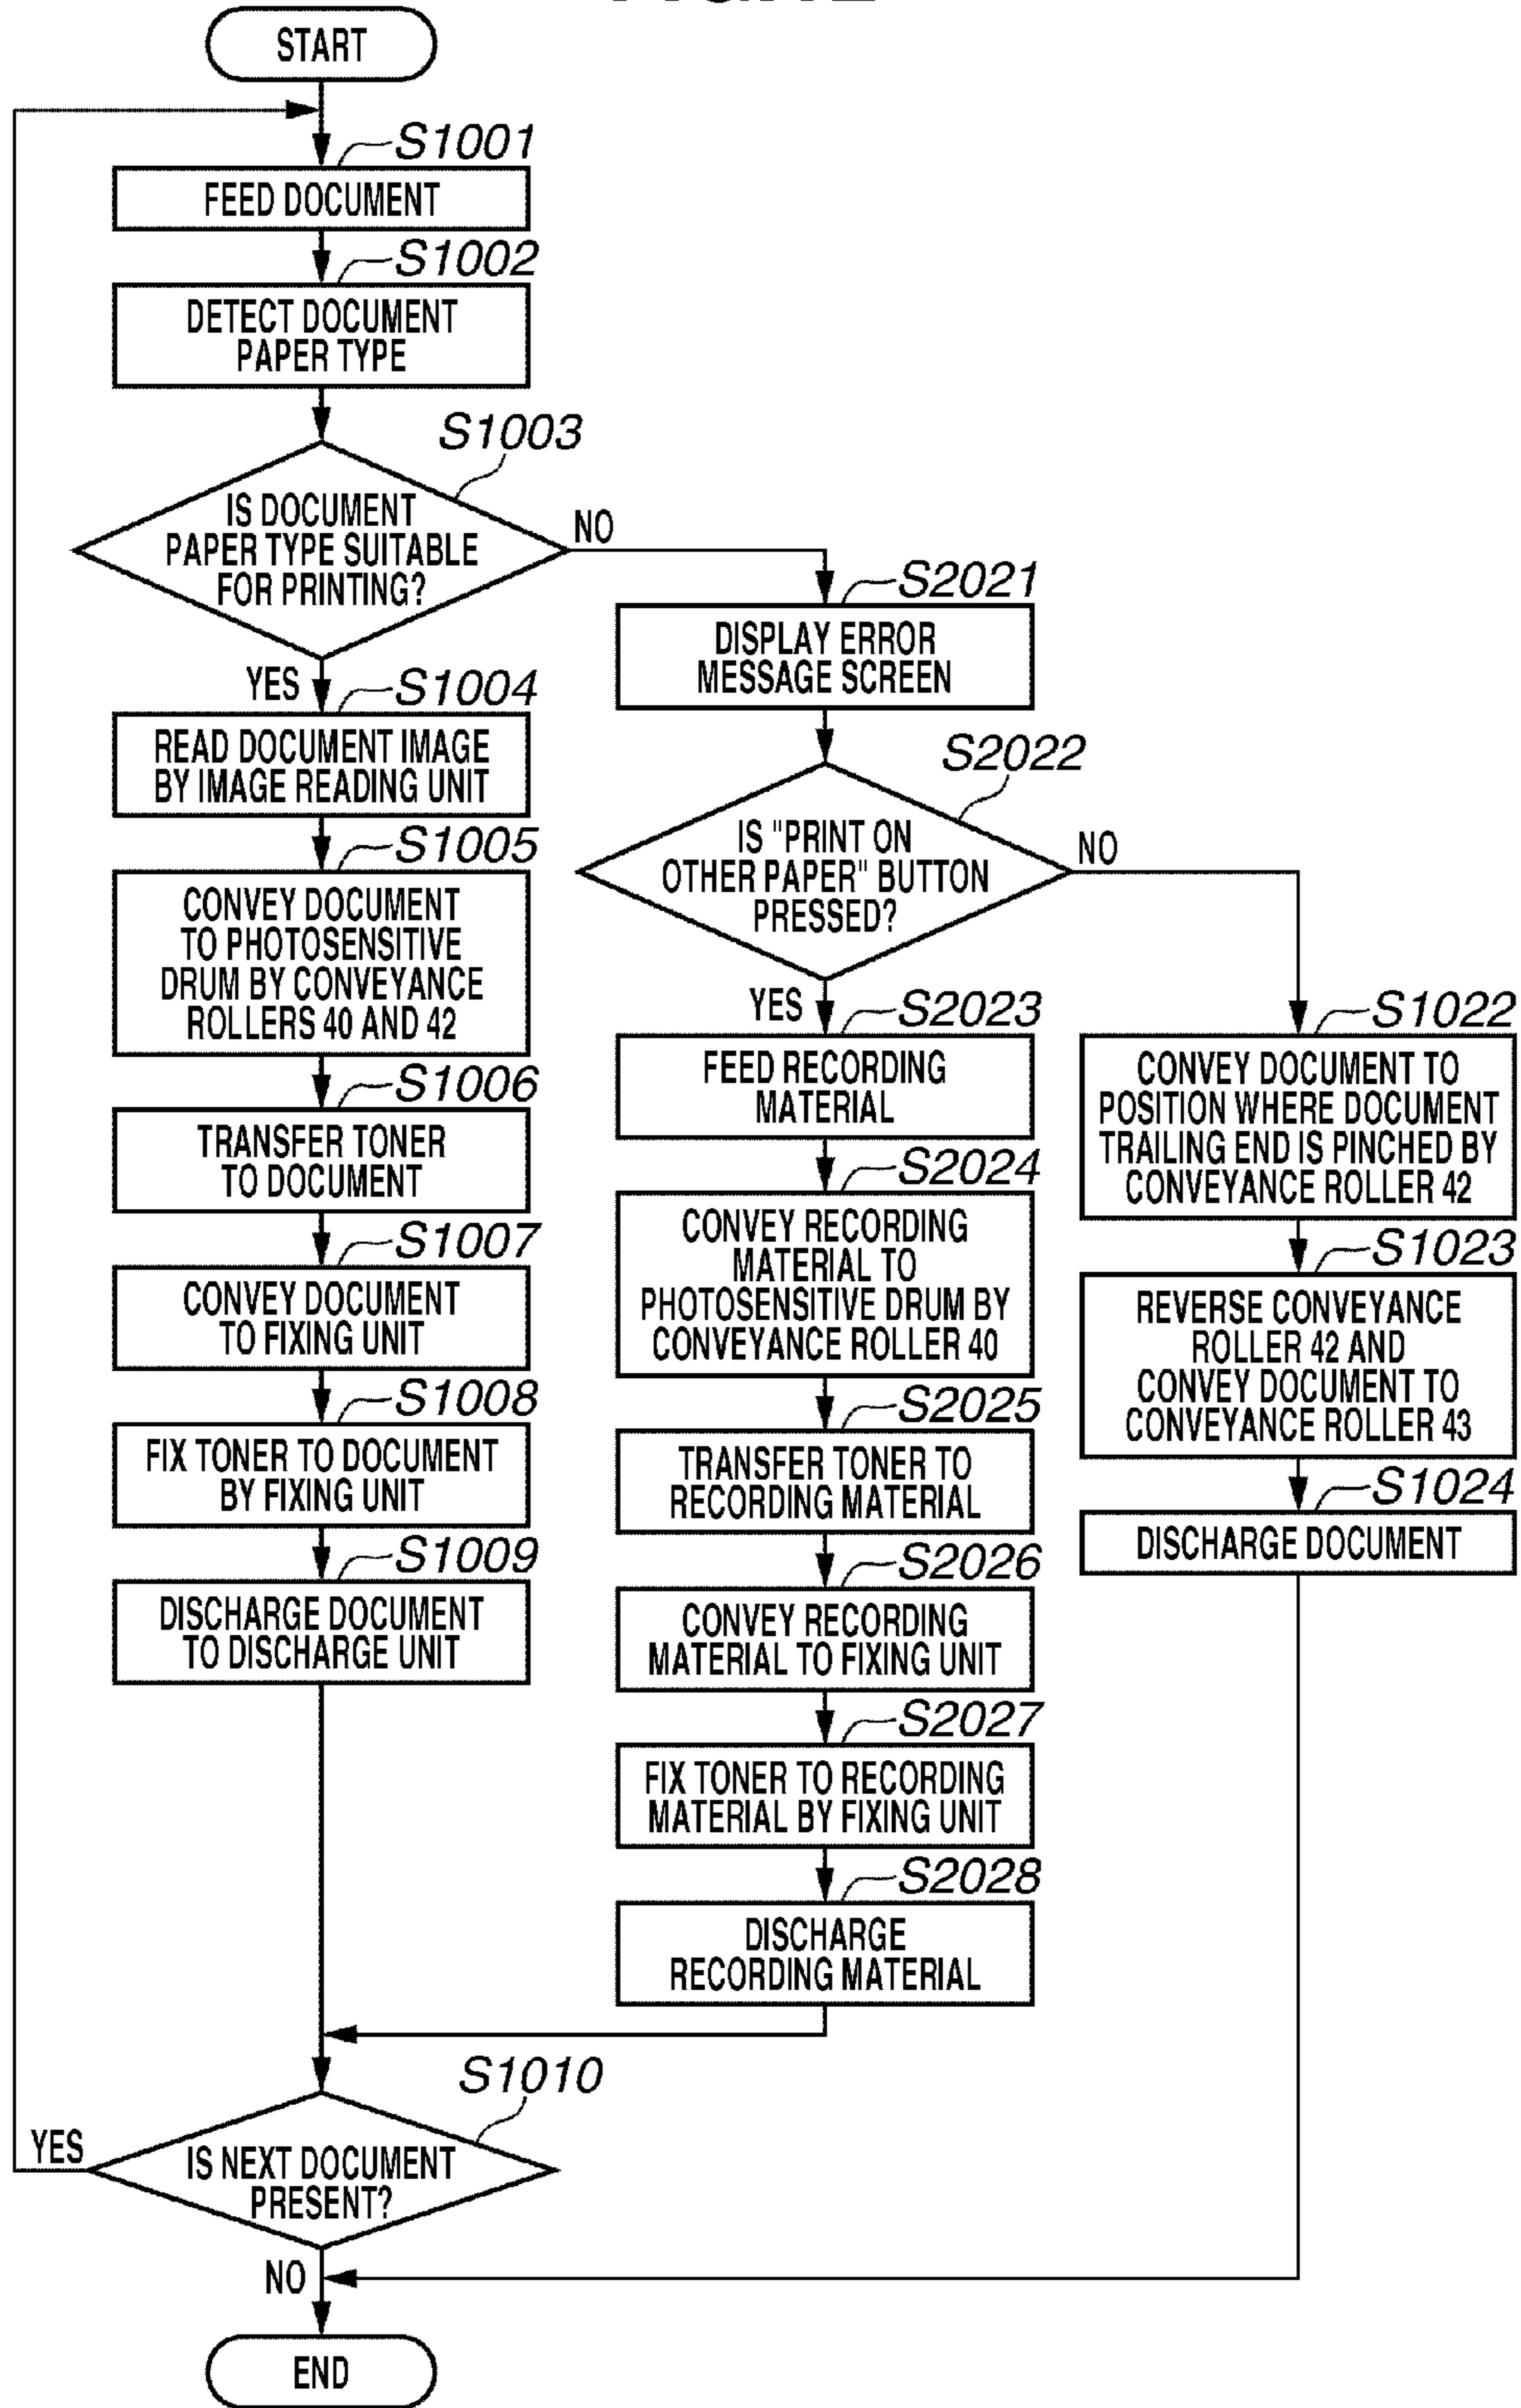 START
S1001
FEED DOCUMENT
S1002
DETECT DOCUMENT
PAPER TYPE
S1003
IS DOCUMENT
PAPER TYPE SUITABLE
FOR PRINTING?
NO
YES
S1004
READ DOCUMENT IMAGE
BY IMAGE READING UNIT
S1005
CONVEY DOCUMENT
TO PHOTOSENSITIVE
DRUM BY CONVEYANCE
ROLLERS 40 AND 42
S1006
TRANSFER TONER
TO DOCUMENT
S1007
CONVEY DOCUMENT
TO FIXING UNIT
S1008
FIX TONER TO DOCUMENT
BY FIXING UNIT
S1009
DISCHARGE DOCUMENT
TO DISCHARGE UNIT
S2021
DISPLAY ERROR
MESSAGE SCREEN
S2022
IS "PRINT ON
OTHER PAPER" BUTTON
PRESSED?
NO
YES
S2023
FEED RECORDING
MATERIAL
S2024
CONVEY RECORDING
MATERIAL TO
PHOTOSENSITIVE DRUM BY
CONVEYANCE ROLLER 40
S2025
TRANSFER TONER TO
RECORDING MATERIAL
S2026
CONVEY RECORDING
MATERIAL TO FIXING UNIT
S2027
FIX TONER TO RECORDING
MATERIAL BY FIXING UNIT
S2028
DISCHARGE
RECORDING MATERIAL
S1022
CONVEY DOCUMENT TO
POSITION WHERE DOCUMENT
TRAILING END IS PINCHED BY
CONVEYANCE ROLLER 42
S1023
REVERSE CONVEYANCE
ROLLER 42 AND
CONVEY DOCUMENT TO
CONVEYANCE ROLLER 43
S1024
DISCHARGE DOCUMENT
S1010
IS NEXT DOCUMENT
PRESENT?
YES
NO
END